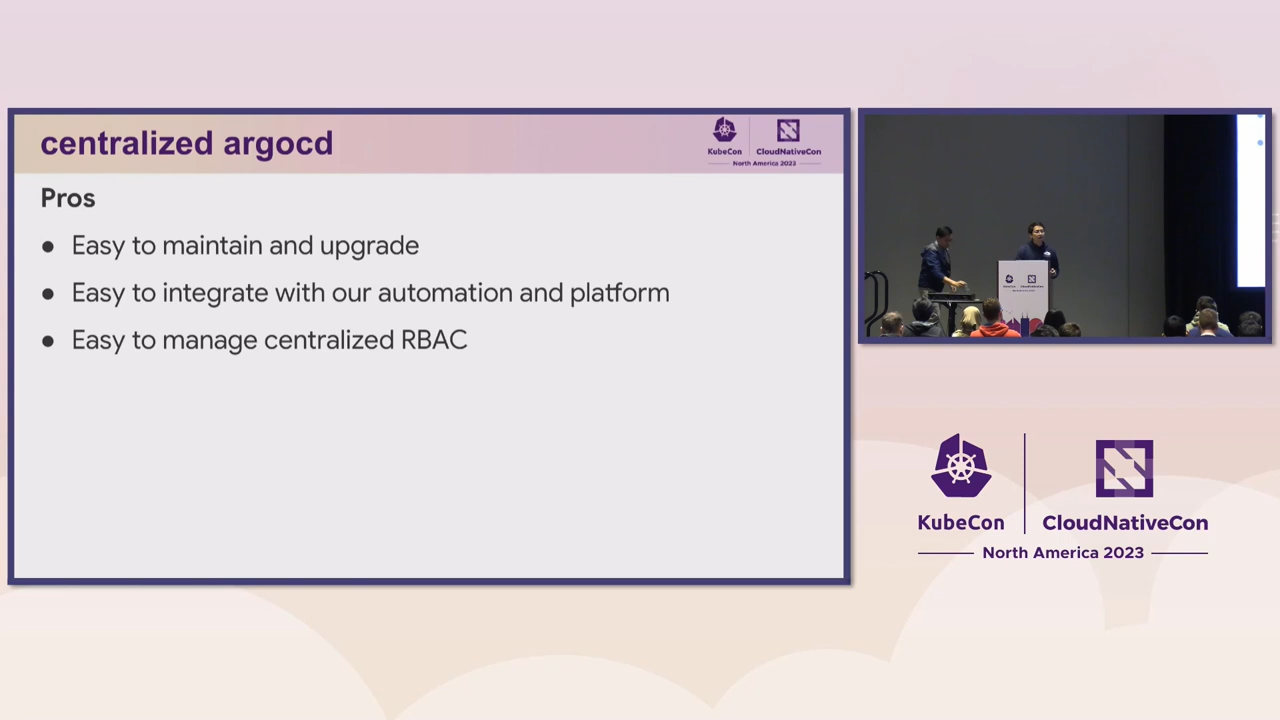 centralized argocd
KubeCon
CloudNativeCon
North America 2023
Pros
● Easy to maintain and upgrade
● Easy to integrate with our automation and platform
● Easy to manage centralized RBAC
KubeCon
CloudNativeCon
North America 2023